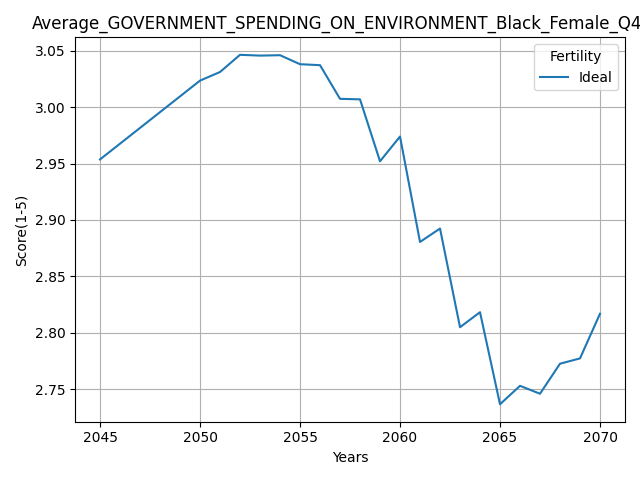 Average_GOVERNMENT_SPENDING_ON_ENVIRONMENT_Black_Female_Q4
Fertility
Ideal
3.05
3.00
2.95
2.90
2.85
2.80
2.75
Score(1-5)
2045 2050 2055 2060 2065 2070
Years